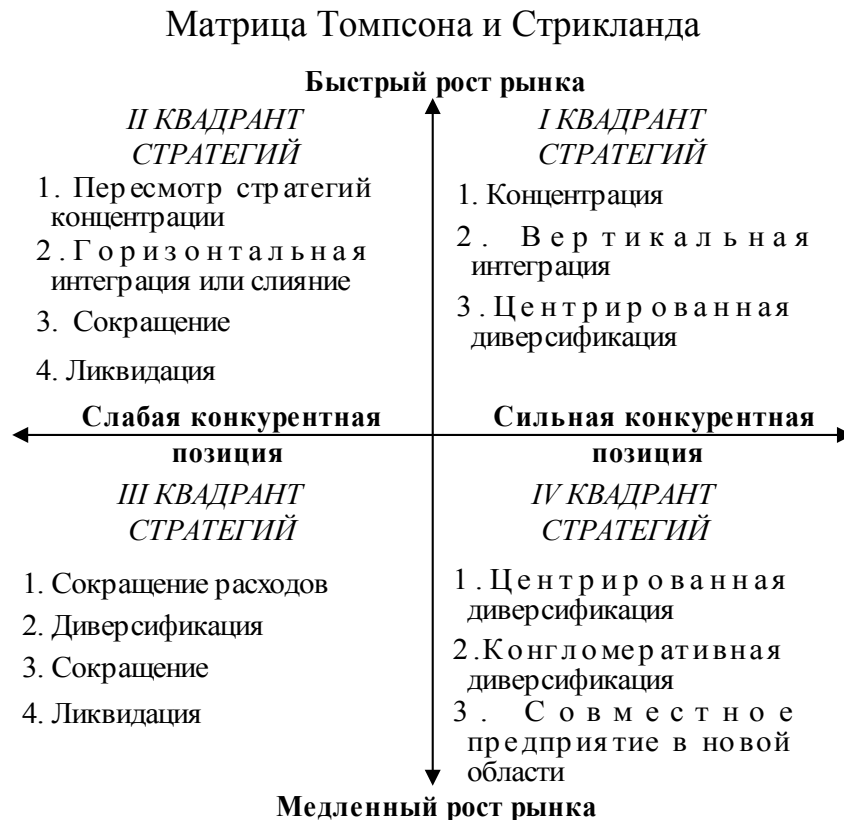 Матрица Томпсона и Стрикланда
Быстрый рост рынка
II КВАДРАНТ
СТРАТЕГИЙ
1. Пересмотр стратегий
концентрации
2. Горизонтальная
интеграция или слияние
3. Сокращение
4. Ликвидация
I КВАДРАНТ
СТРАТЕГИЙ
1. Концентрация
2. Вертикальная
интеграция
3. Центрированная
диверсификация
Слабая конкурентная
позиция
Сильная конкурентная
позиция
III КВАДРАНТ
СТРАТЕГИЙ
1. Сокращение расходов
2. Диверсификация
3. Сокращение
4. Ликвидация
IV КВАДРАНТ
СТРАТЕГИЙ
1. Центрированная
диверсификация
2. Конгломеративная
диверсификация
3. Совместное
предприятие в новой
области
Медленный рост рынка